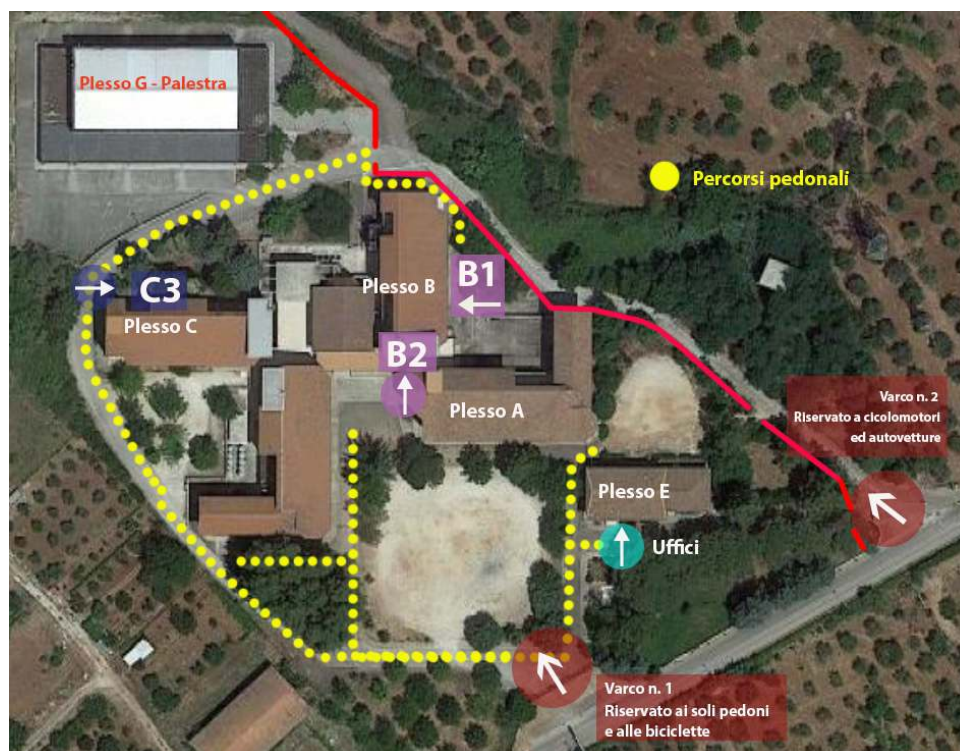 Plesso G - Palestra
Percorsi pedonali
B1
C3
Plesso B
Plesso C
B2
Plesso A
Varco n. 2
Riservato a cicolomotori
ed autovetture
Plesso E
Uffici
Varco n. 1
Riservato ai soli pedoni
e alle biciclette